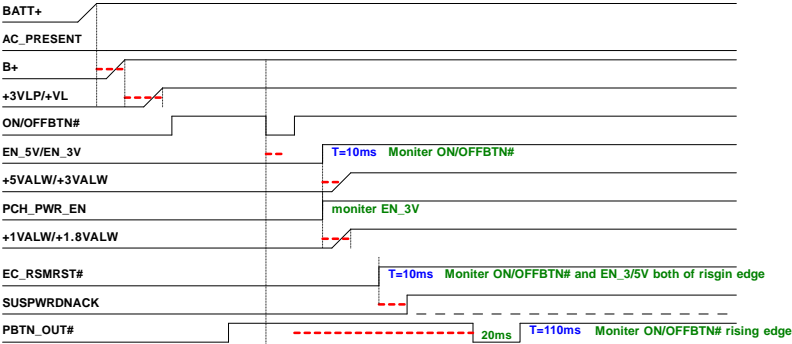 BATT+
AC_PRESENT
B+
+3VLP/+VL
ON/OFFBTN#
EN_5V/EN_3V T=10ms Moniter ON/OFFBTN#
+5VALW/+3VALW
PCH_PWR_EN moniter EN_3V
+1VALW/+1.8VALW
EC_RSMRST# T=10ms Moniter ON/OFFBTN# and EN_3/5V both of risgin edge
SUSPWRDNACK
PBTN_OUT# 20ms T=110ms Moniter ON/OFFBTN# rising edge